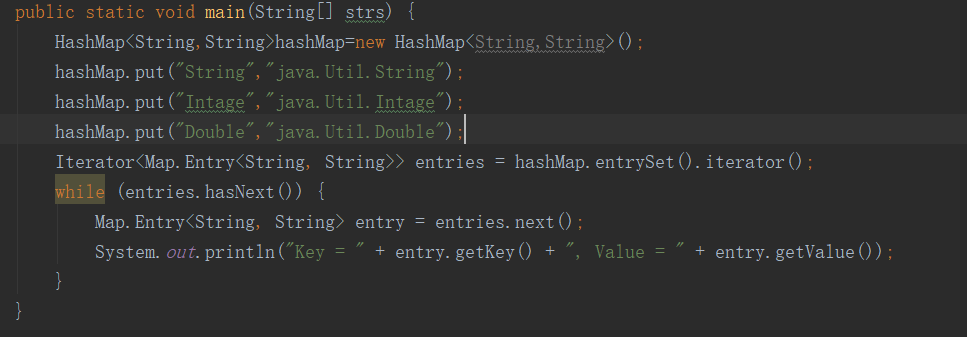 public static void main(String[] strs) {
HashMap<String,String>hashMap=new HashMap<String,String>();
hashMap.put("String","java.Util.String");
hashMap.put("Intage","java.Util.Intage");
hashMap.put("Double","java.Util.Double");
Iterator<Map.Entry<String, String>> entries = hashMap.entrySet().iterator();
while (entries.hasNext()) {
Map.Entry<String, String> entry = entries.next();
System.out.println("Key = " + entry.getKey() + ", Value = " + entry.getValue());
}
}